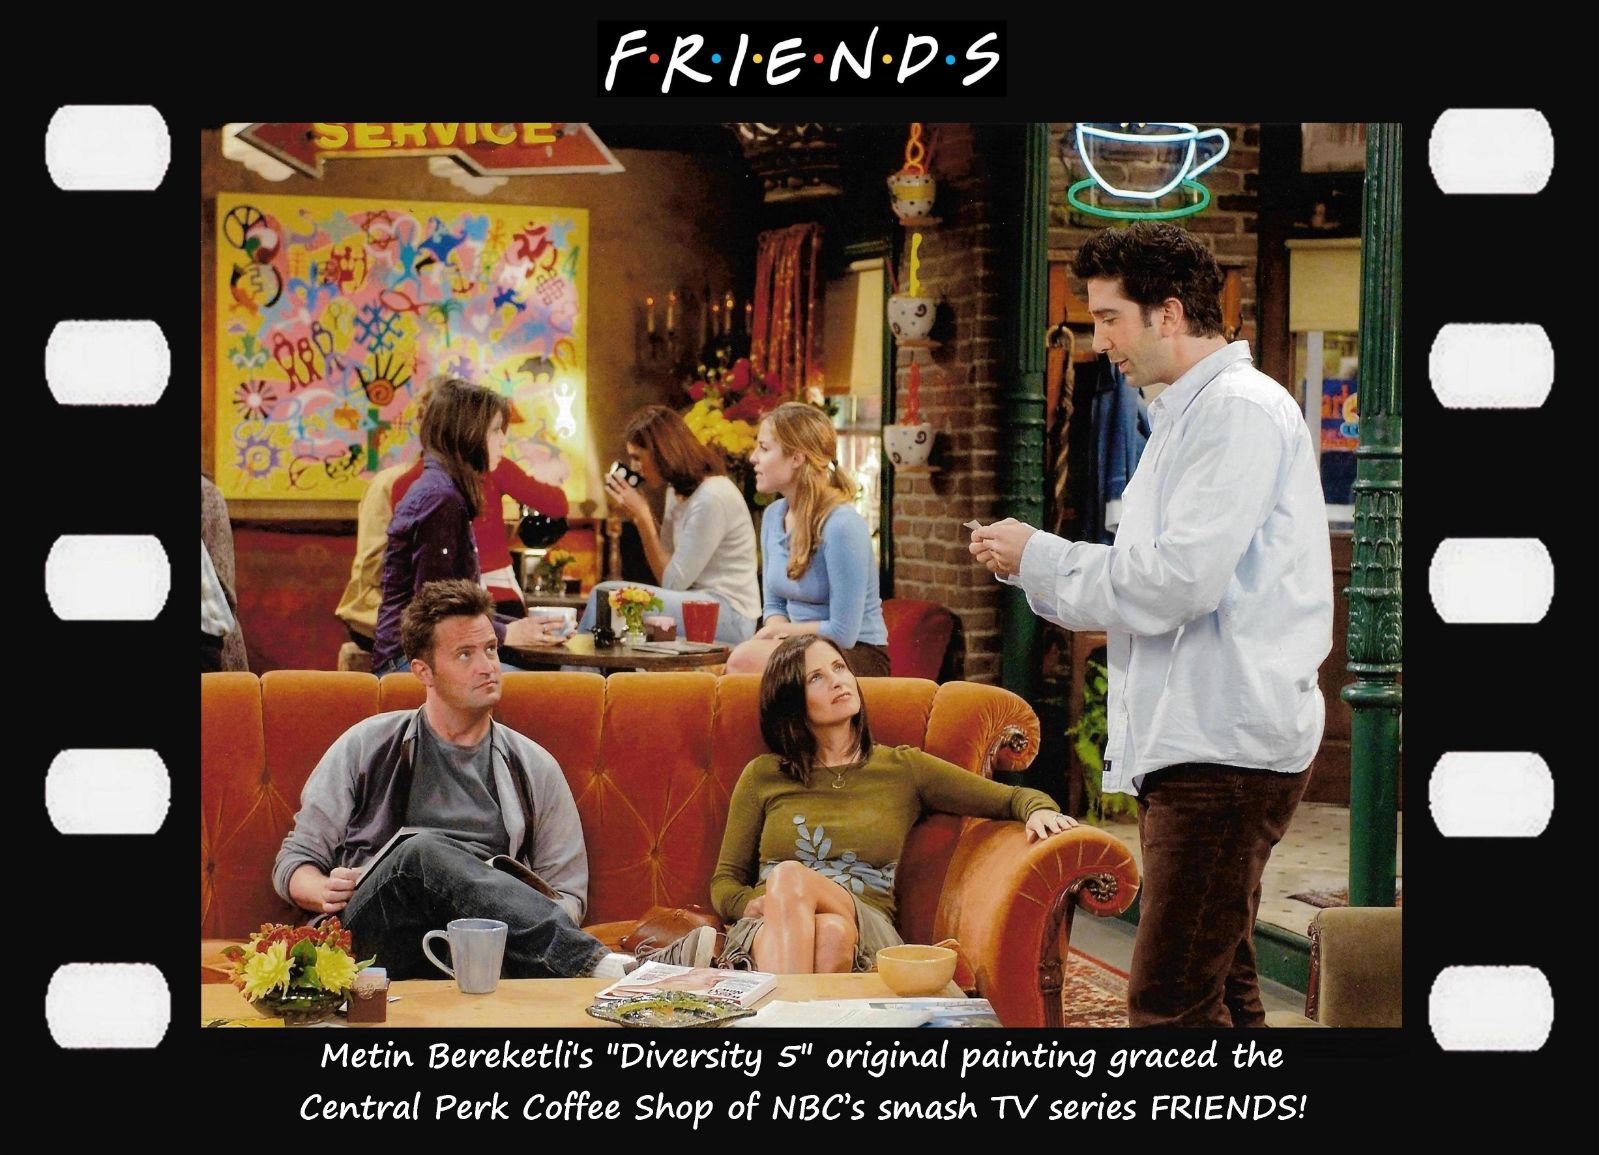 F•R•I•E•N•D•S
SERVICE
Metin Bereketli's "Diversity 5" original painting graced the
Central Perk Coffee Shop of NBC's smash TV series FRIENDS!